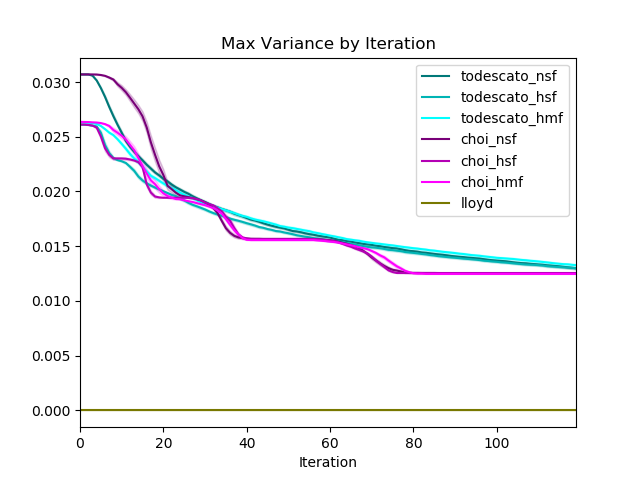 Max Variance by Iteration
0.030
0.025
0.020
0.015
0.010
0.005
0.000
todescato_nsf
todescato_hsf
todescato_hmf
choi_nsf
choi_hsf
choi_hmf
lloyd
0 20 40 60 80 100
Iteration